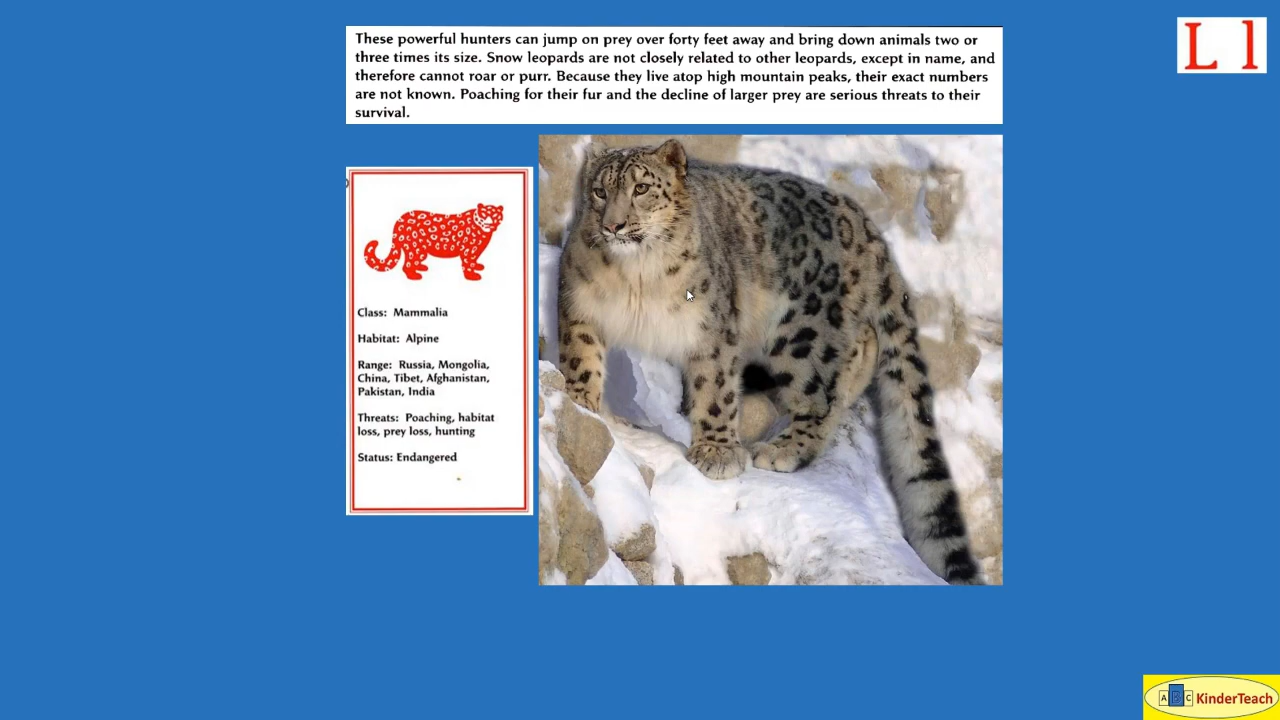 These powerful hunters can jump on prey over forty feet away and bring down animals two or
three times its size. Snow leopards are not closely related to other leopards, except in name, and
therefore cannot roar or purr. Because they live atop high mountain peaks, their exact numbers
are not known. Poaching for their fur and the decline of larger prey are serious threats to their
survival.
L l
Class: Mammalia
Habitat: Alpine
Range: Russia, Mongolia,
China, Tibet, Afghanistan,
Pakistan, India
Threats: Poaching, habitat
loss, prey loss, hunting
Status: Endangered
ABC KinderTeach